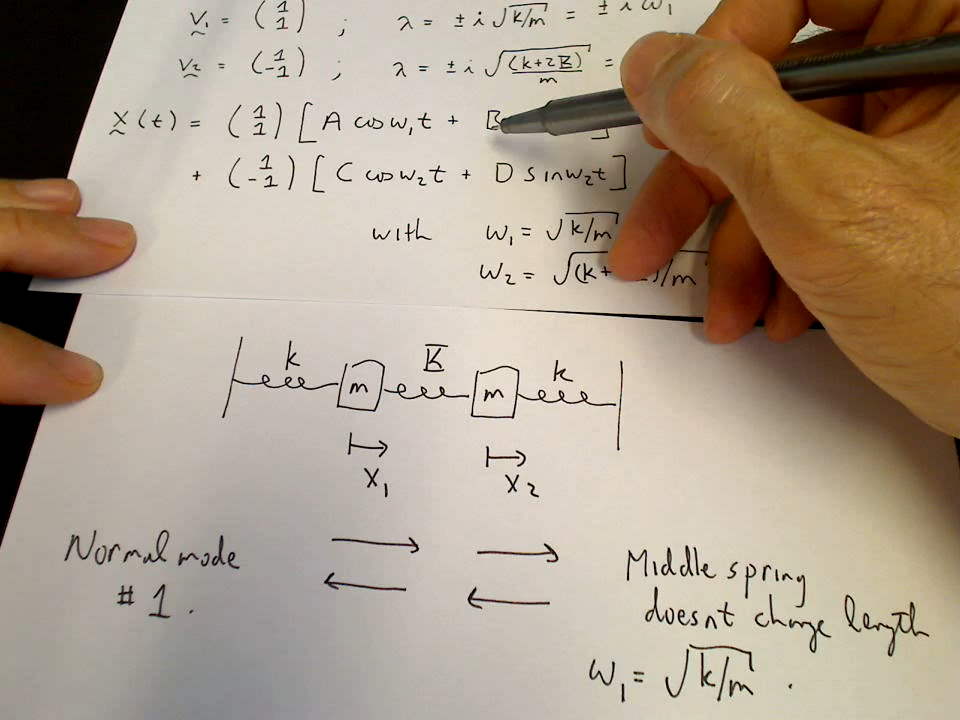 v₁ = (1 1) ; λ = ± i √k/m = ± i ω₁
v₂ = (1 -1) ; λ = ± i √(k+2K)/m =
x(t) = (1 1) [A cos ω₁t + B ]
+ (1 -1) [C cos ω₂t + D sin ω₂t]
with ω₁ = √k/m
ω₂ = √(k+ )/m
k K k
m m
x₁ x₂
Normal mode
# 1 .
Middle spring
doesnt change length
ω₁ = √k/m .